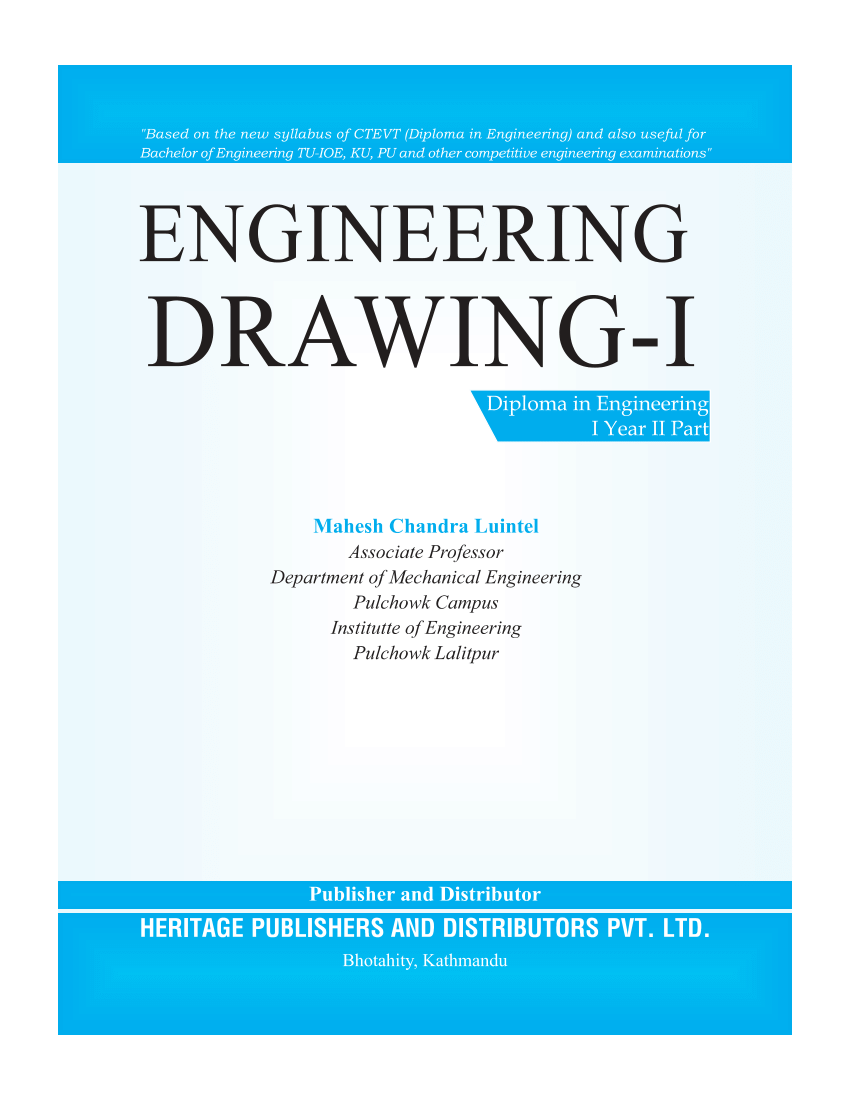 "Based on the new syllabus of CTEVT (Diploma in Engineering) and also useful for
Bachelor of Engineering TU-IOE, KU, PU and other competitive engineering examinations"
ENGINEERING
DRAWING-I
Diploma in Engineering
I Year II Part
Mahesh Chandra Luintel
Associate Professor
Department of Mechanical Engineering
Pulchowk Campus
Institutte of Engineering
Pulchowk Lalitpur
Publisher and Distributor
HERITAGE PUBLISHERS AND DISTRIBUTORS PVT. LTD.
Bhotahity, Kathmandu